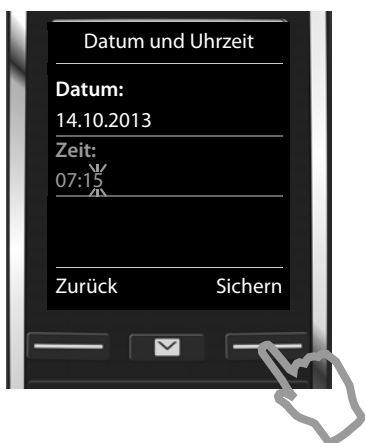 Datum und Uhrzeit
Datum:
14.10.2013
Zeit:
07:15
Zurück Sichern